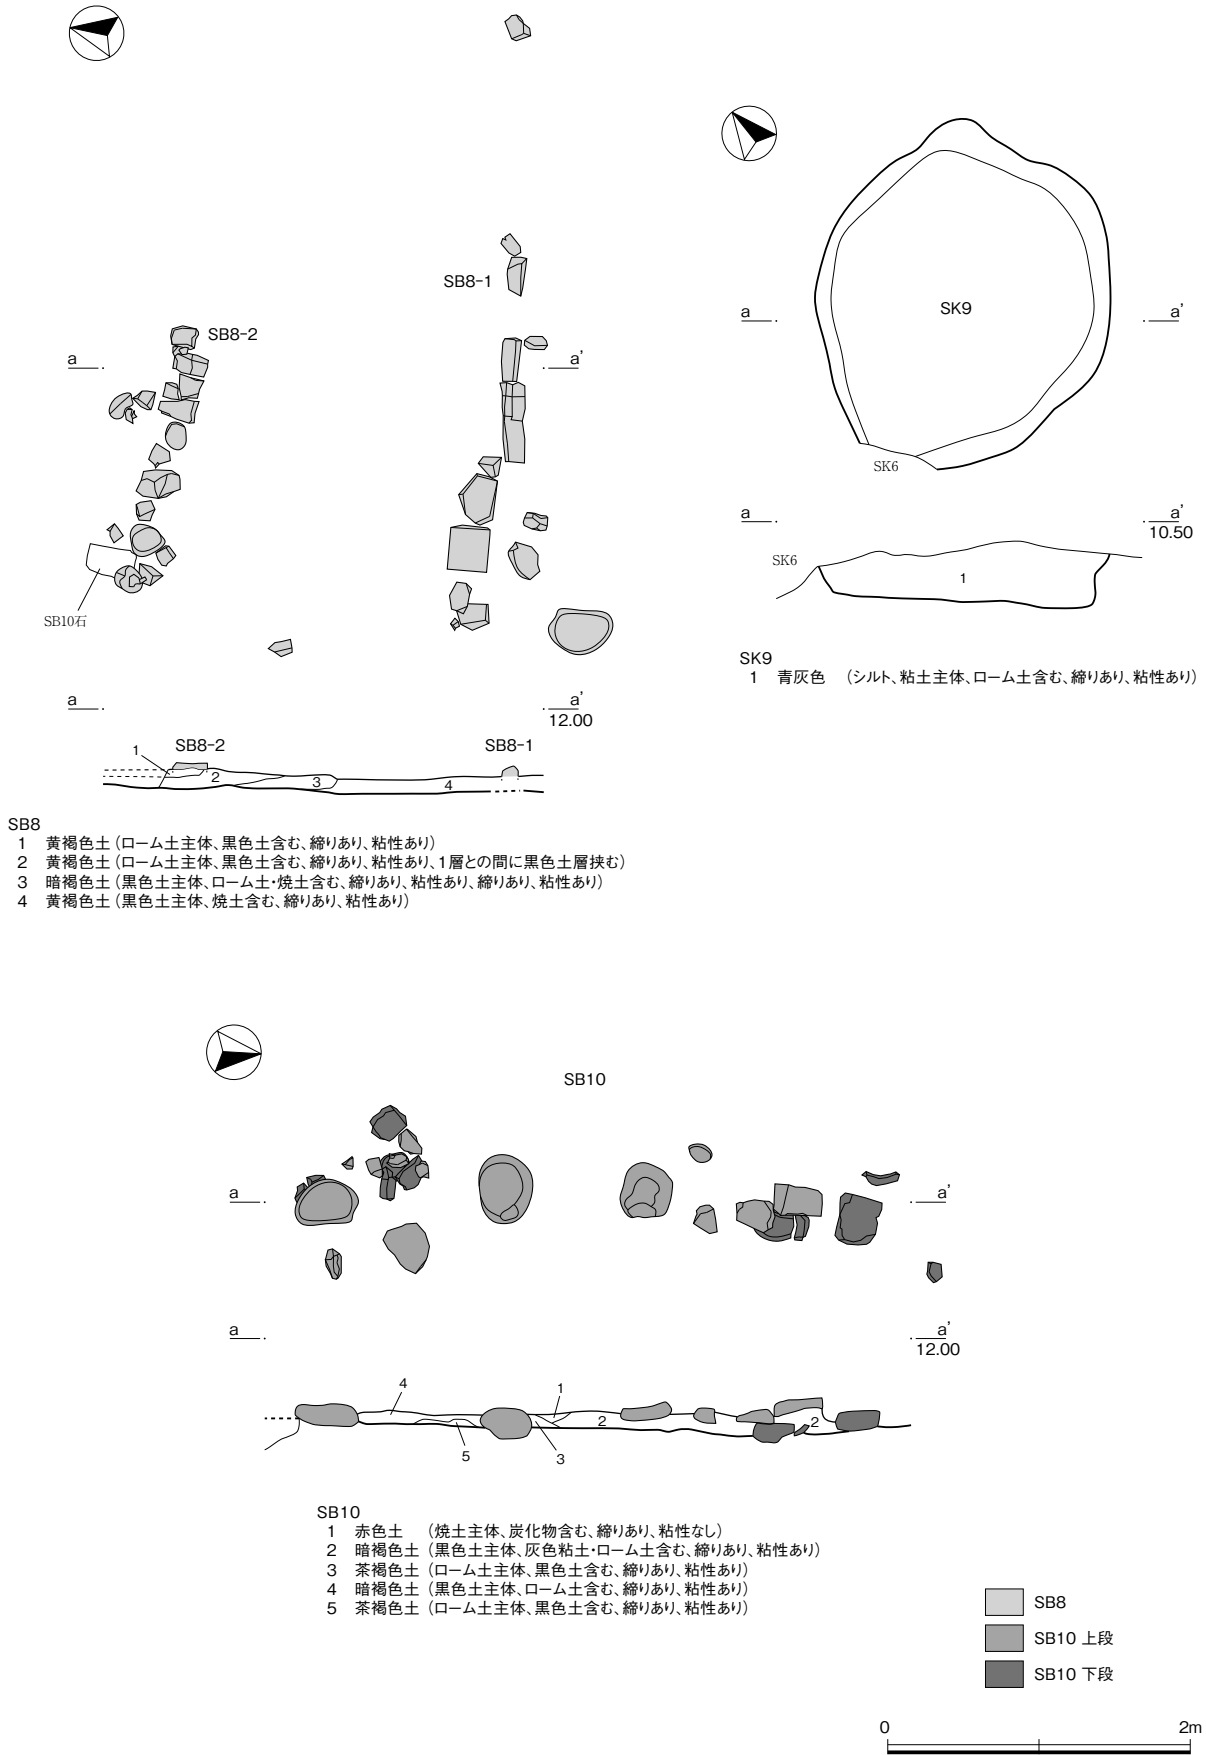 SB8-1
SB8-2
a
a'
SB10石
a
a'
12.00
SB8-2
SB8-1
1
2
3
4
SB8
1 黄褐色土（ローム土主体、黒色土含む、締りあり、粘性あり）
2 黄褐色土（ローム土主体、黒色土含む、締りあり、粘性あり、1層との間に黒色土層挟む）
3 暗褐色土（黒色土主体、ローム土・焼土含む、締りあり、粘性あり、締りあり、粘性あり）
4 黄褐色土（黒色土主体、焼土含む、締りあり、粘性あり）
SK9
a
a'
SK6
a
a'
10.50
SK6
1
SK9
1 青灰色 （シルト、粘土主体、ローム土含む、締りあり、粘性あり）
SB10
a
a'
a
a'
12.00
4
1
2
2
5
3
SB10
1 赤色土 （焼土主体、炭化物含む、締りあり、粘性なし）
2 暗褐色土（黒色土主体、灰色粘土・ローム土含む、締りあり、粘性あり）
3 茶褐色土（ローム土主体、黒色土含む、締りあり、粘性あり）
4 暗褐色土（黒色土主体、ローム土含む、締りあり、粘性あり）
5 茶褐色土（ローム土主体、黒色土含む、締りあり、粘性あり）
SB8
SB10 上段
SB10 下段
0 2m